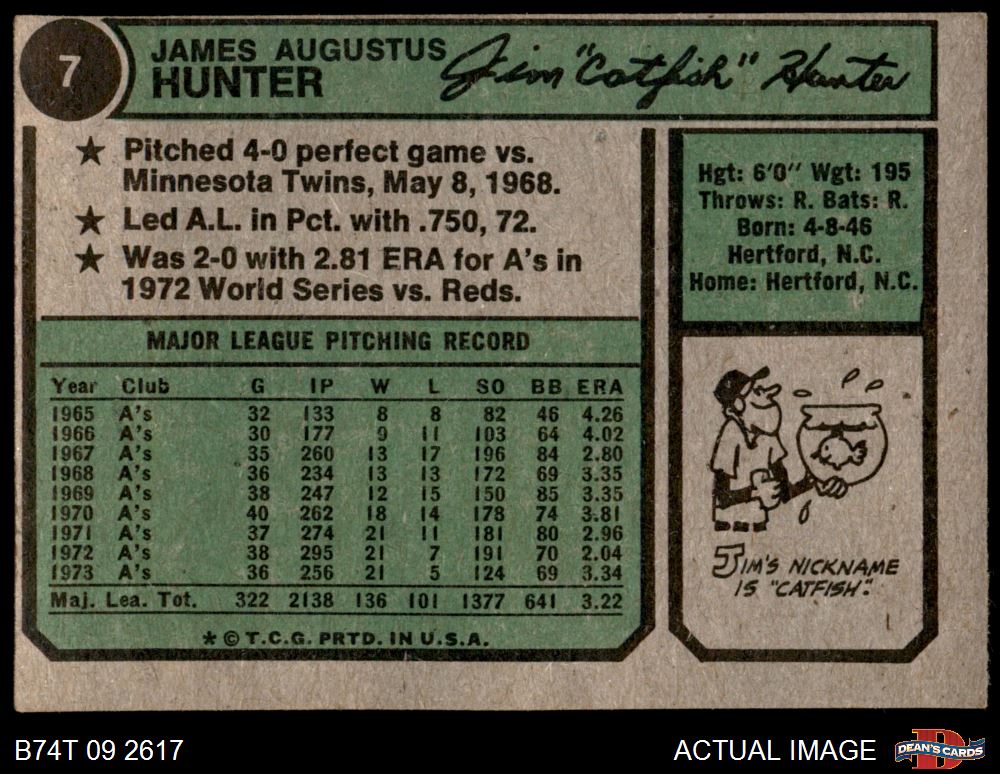 7
JAMES AUGUSTUS
HUNTER
Jim "Catfish" Hunter
★ Pitched 4-0 perfect game vs.
Minnesota Twins, May 8, 1968.
★ Led A.L. in Pct. with .750, 72.
★ Was 2-0 with 2.81 ERA for A's in
1972 World Series vs. Reds.
Hgt: 6'0" Wgt: 195
Throws: R. Bats: R.
Born: 4-8-46
Hertford, N.C.
Home: Hertford, N.C.
MAJOR LEAGUE PITCHING RECORD
Year Club G IP W L SO BB ERA
1965 A's 32 133 8 8 82 46 4.26
1966 A's 30 177 9 11 103 64 4.02
1967 A's 35 260 13 17 196 84 2.80
1968 A's 36 234 13 13 172 69 3.35
1969 A's 38 247 12 15 150 85 3.35
1970 A's 40 262 18 14 178 74 3.81
1971 A's 37 274 21 11 181 80 2.96
1972 A's 38 295 21 7 191 70 2.04
1973 A's 36 256 21 5 124 69 3.34
Maj. Lea. Tot. 322 2138 136 101 1377 641 3.22
* © T.C.G. PRTD. IN U.S.A.
JIM'S NICKNAME
IS "CATFISH".
B74T 09 2617
ACTUAL IMAGE
D
DEAN'S CARDS